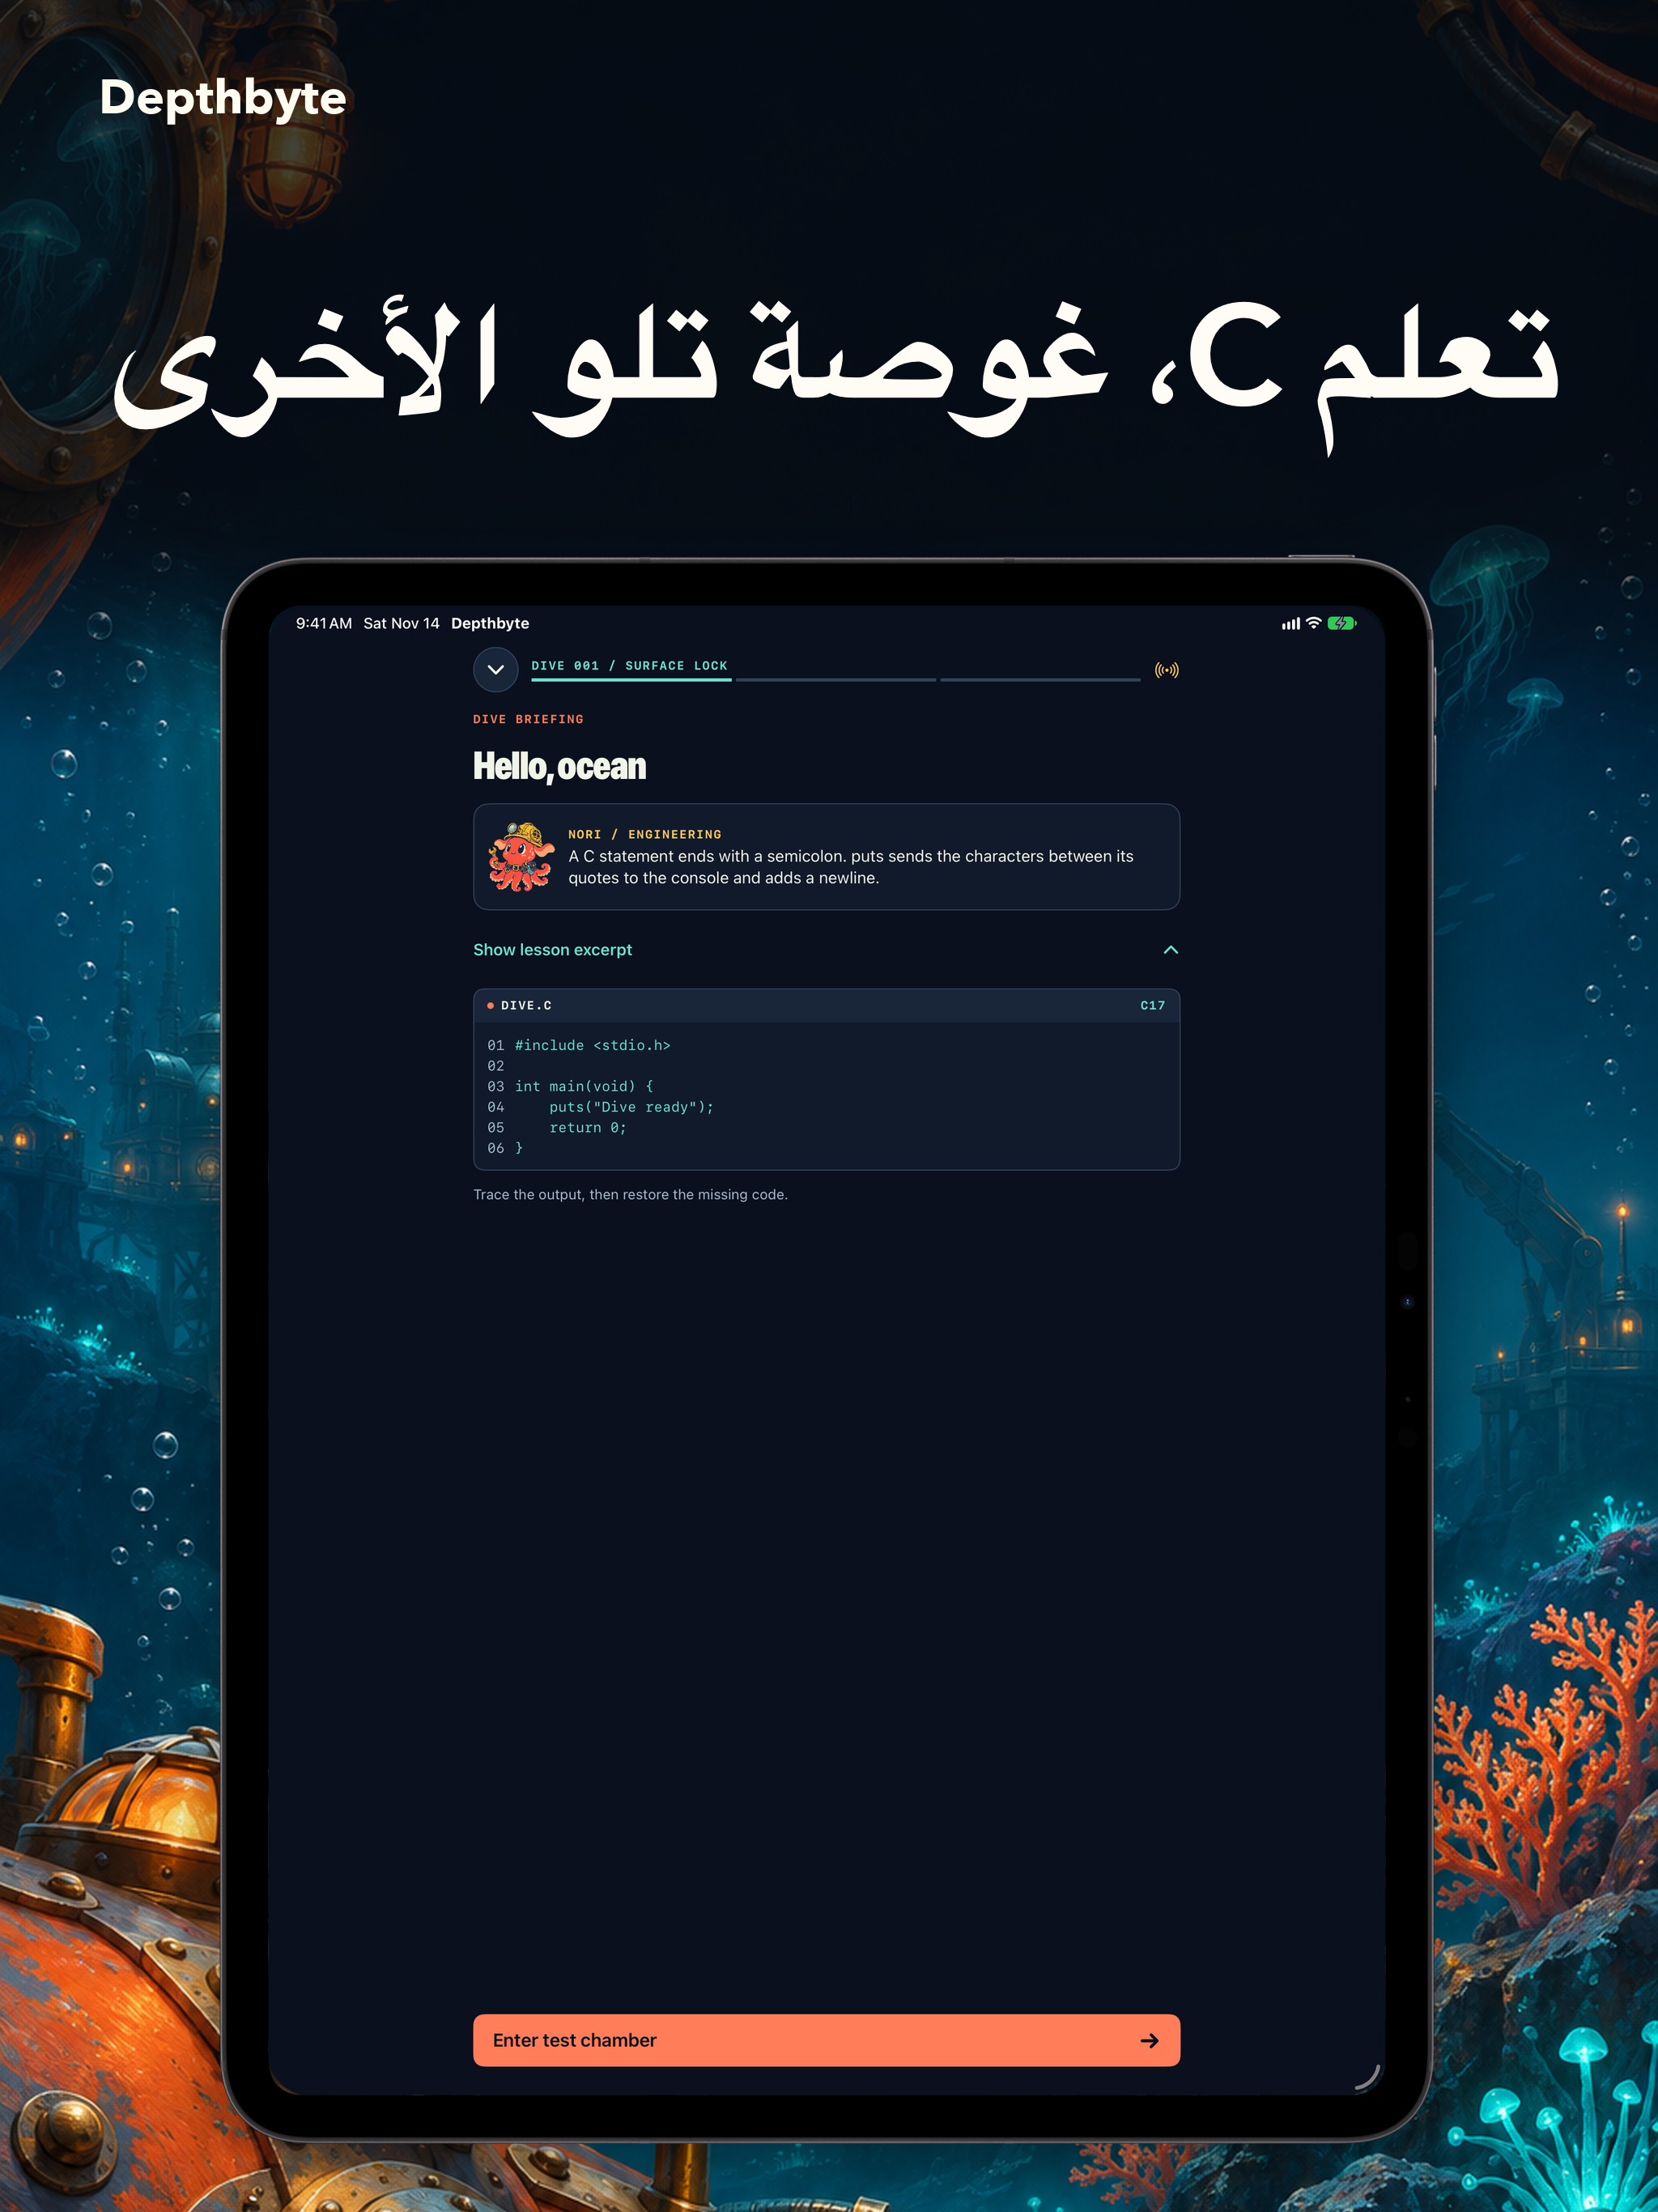 Depthbyte
تعلم C، غوصة تلو الأخرى
9:41 AM Sat Nov 14 Depthbyte
DIVE 001 / SURFACE LOCK
DIVE BRIEFING
Hello, ocean
NORI / ENGINEERING
A C statement ends with a semicolon. puts sends the characters between its
quotes to the console and adds a newline.
Show lesson excerpt
DIVE.C C17
01 #include <stdio.h>
02
03 int main(void) {
04     puts("Dive ready");
05     return 0;
06 }
Trace the output, then restore the missing code.
Enter test chamber